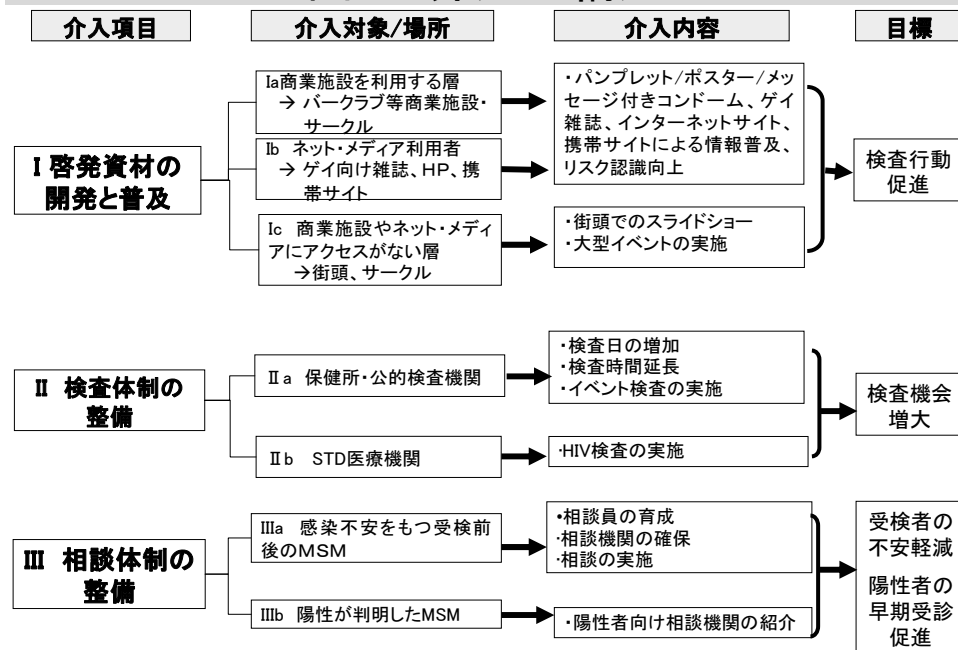 介入項目
介入対象/場所
介入内容
目標
Ⅰ 啓発資材の
開発と普及
Ia商業施設を利用する層
→ バークラブ等商業施設・
サークル
Ib ネット・メディア利用者
→ ゲイ向け雑誌、HP、携
帯サイト
Ic 商業施設やネット・メディ
アにアクセスがない層
→街頭、サークル
・パンプレット/ポスター/メッ
セージ付きコンドーム、ゲイ
雑誌、インターネットサイト、
携帯サイトによる情報普及、
リスク認識向上
・街頭でのスライドショー
・大型イベントの実施
検査行動
促進
Ⅱ 検査体制の
整備
Ⅱa 保健所・公的検査機関
Ⅱb STD医療機関
・検査日の増加
・検査時間延長
・イベント検査の実施
・HIV検査の実施
検査機会
増大
Ⅲ 相談体制の
整備
Ⅲa 感染不安をもつ受検前
後のMSM
Ⅲb 陽性が判明したMSM
•相談員の育成
・相談機関の確保
・相談の実施
・陽性者向け相談機関の紹介
受検者の
不安軽減
陽性者の
早期受診
促進